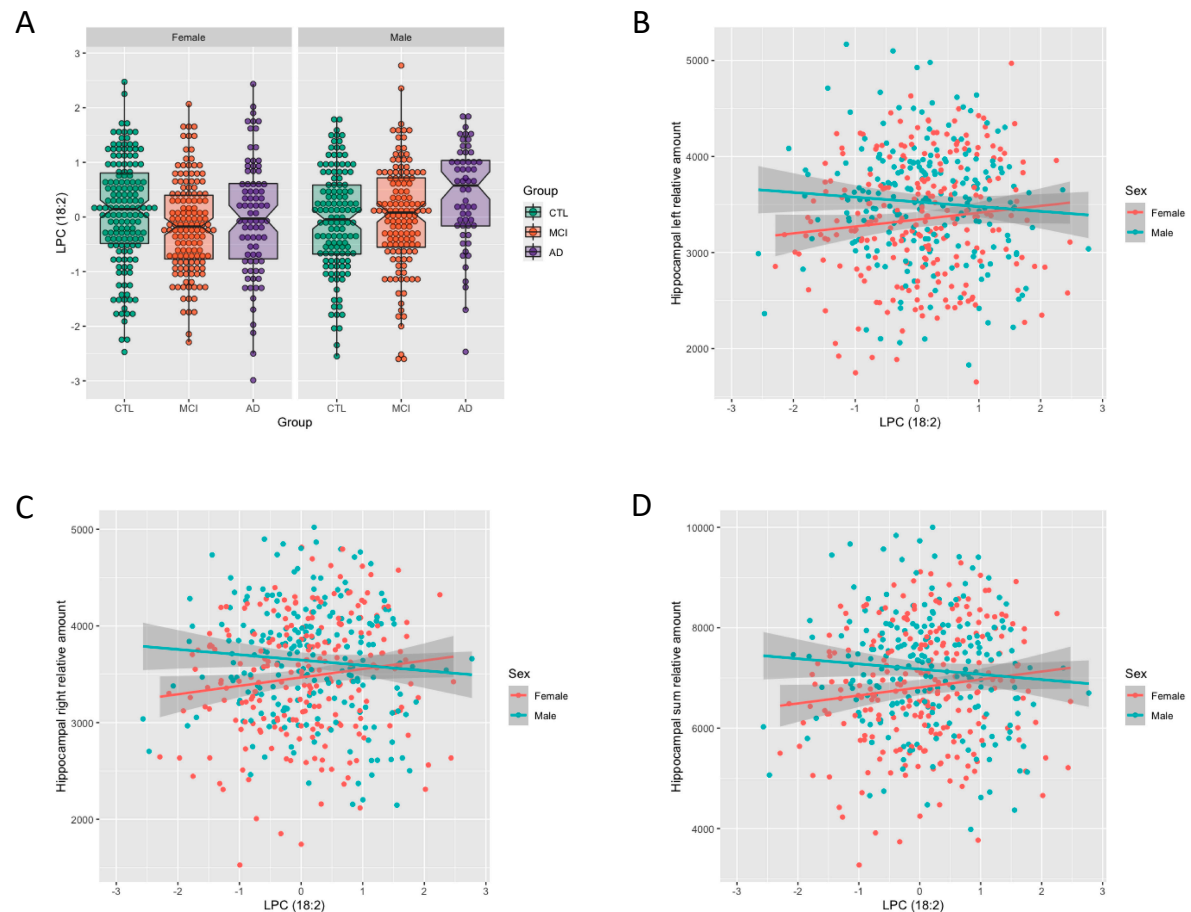 A
Female
Male
3
2
1
0
-1
-2
-3
LPC (18:2)
CTL
MCI
AD
CTL
MCI
AD
Group
Group
CTL
MCI
AD
B
5000
4000
3000
2000
Hippocampal left relative amount
-3
-2
-1
0
1
2
3
LPC (18:2)
Sex
Female
Male
C
5000
4000
3000
2000
Hippocampal right relative amount
-3
-2
-1
0
1
2
3
LPC (18:2)
Sex
Female
Male
D
10000
8000
6000
4000
Hippocampal sum relative amount
-3
-2
-1
0
1
2
3
LPC (18:2)
Sex
Female
Male